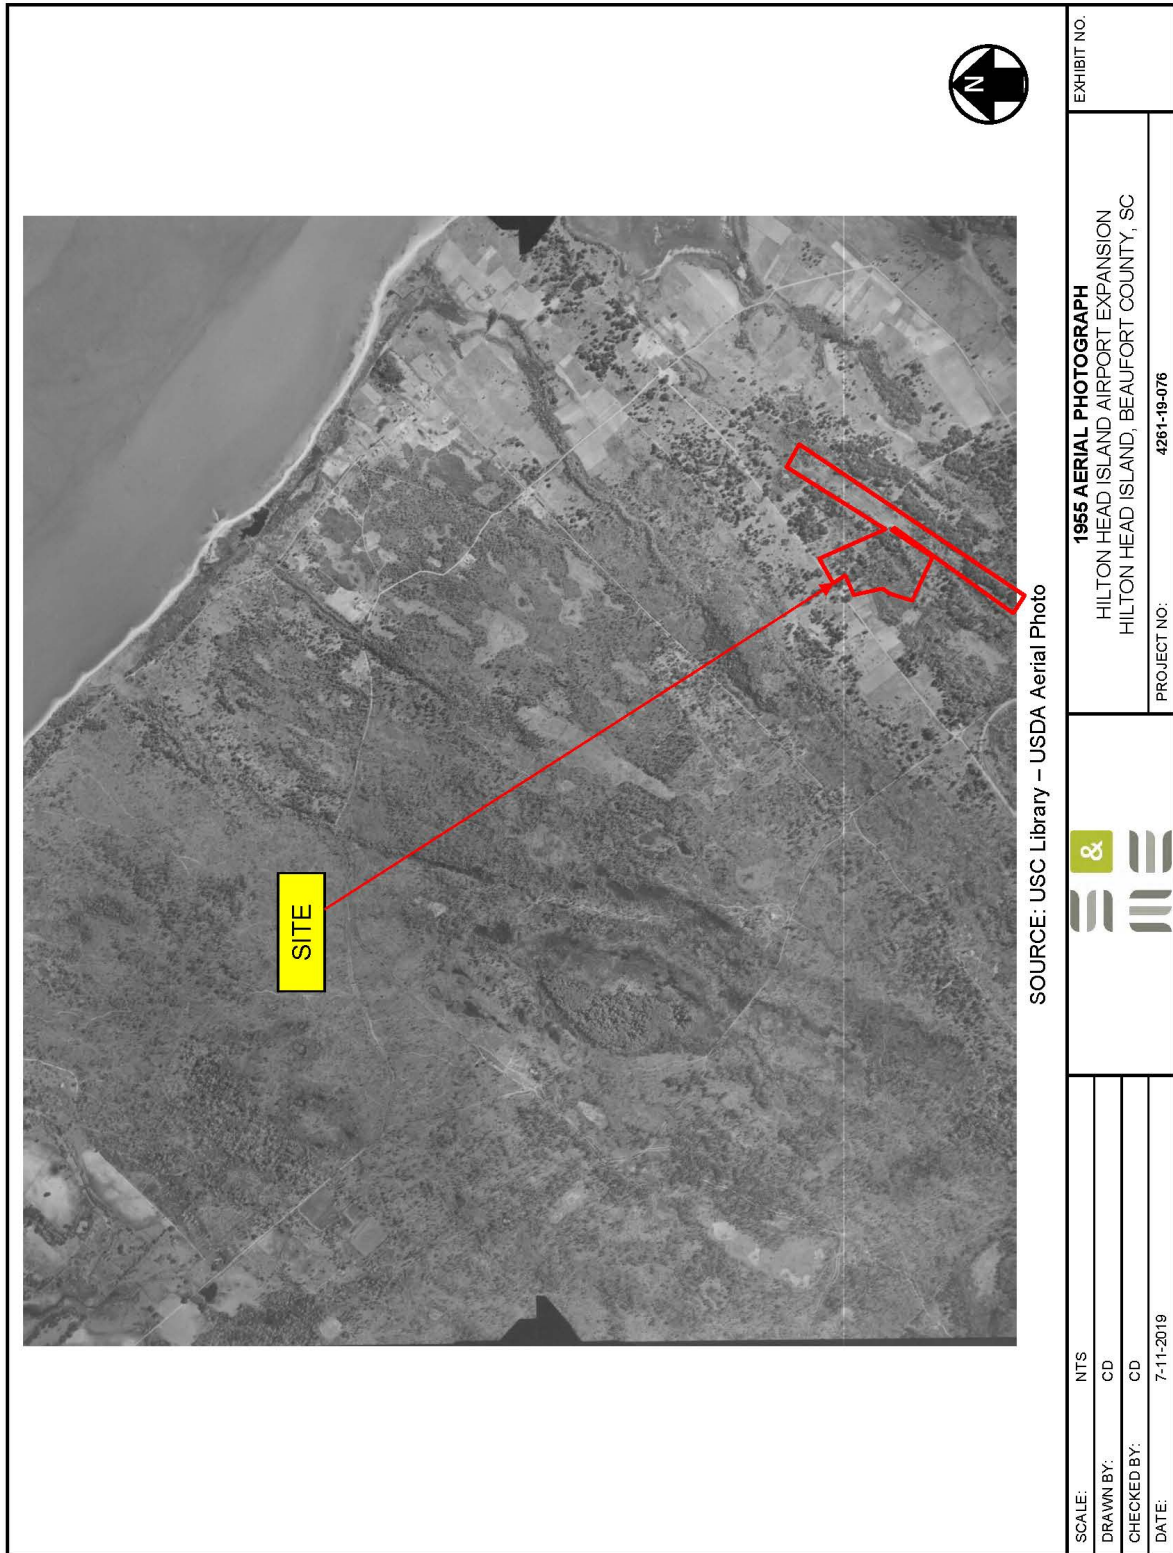 N
SITE
SOURCE: USC Library – USDA Aerial Photo
SCALE: NTS
DRAWN BY: CD
CHECKED BY: CD
DATE: 7-11-2019
&
1955 AERIAL PHOTOGRAPH
HILTON HEAD ISLAND AIRPORT EXPANSION
HILTON HEAD ISLAND, BEAUFORT COUNTY, SC
PROJECT NO: 4261-19-076
EXHIBIT NO.